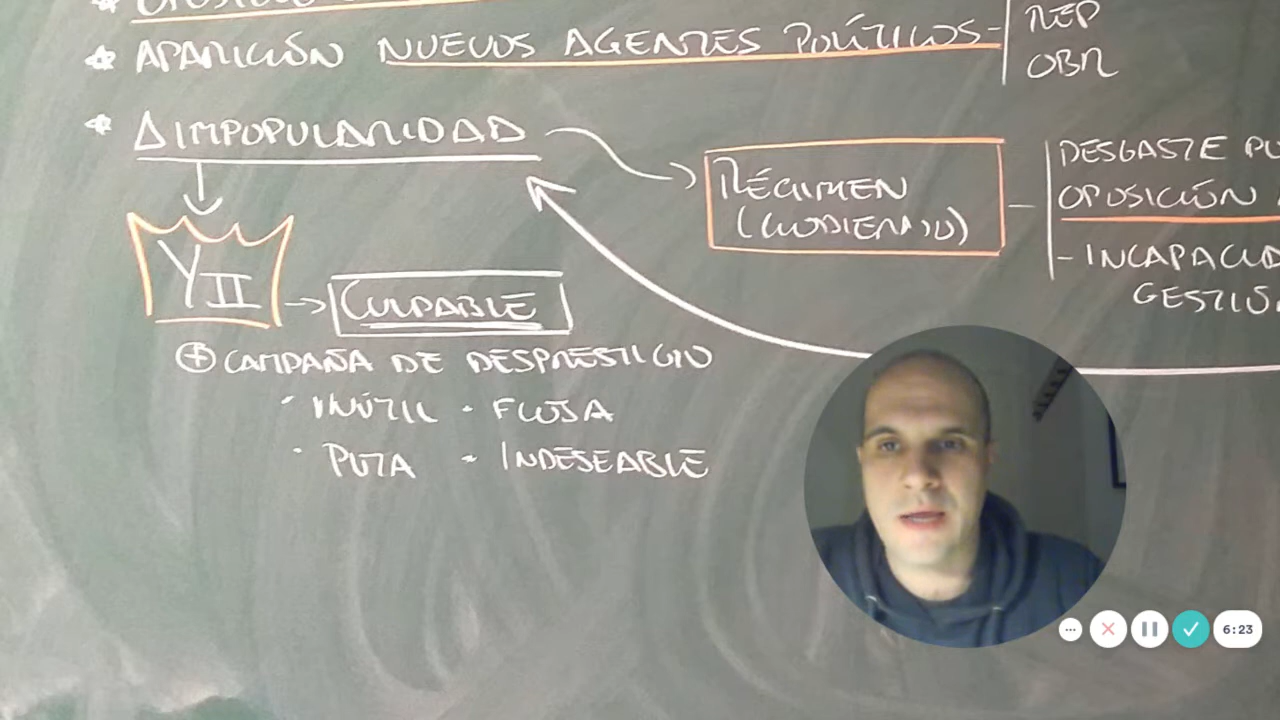 * APARICIÓN NUEVOS AGENTES POLÍTICOS - REP
OBR
* Δ IMPOPULARIDAD
RÉGIMEN
(GOBIERNO)
DESGASTE
OPOSICIÓN
- INCAPACID
GESTIÓ
Y II
CULPABLE
⊕ CAMPAÑA DE DESPRESTIGIO
· INÚTIL · FLOJA
· PUTA - INDESEABLE
6:23